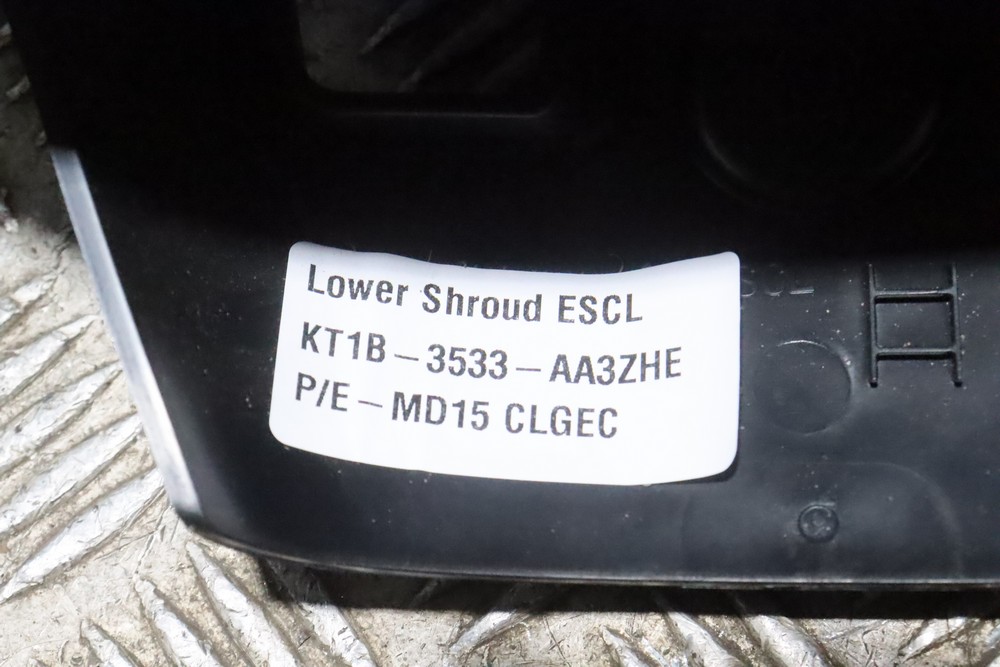 Lower Shroud ESCL
KT1B – 3533 – AA3ZHE
P/E – MD15 CLGEC